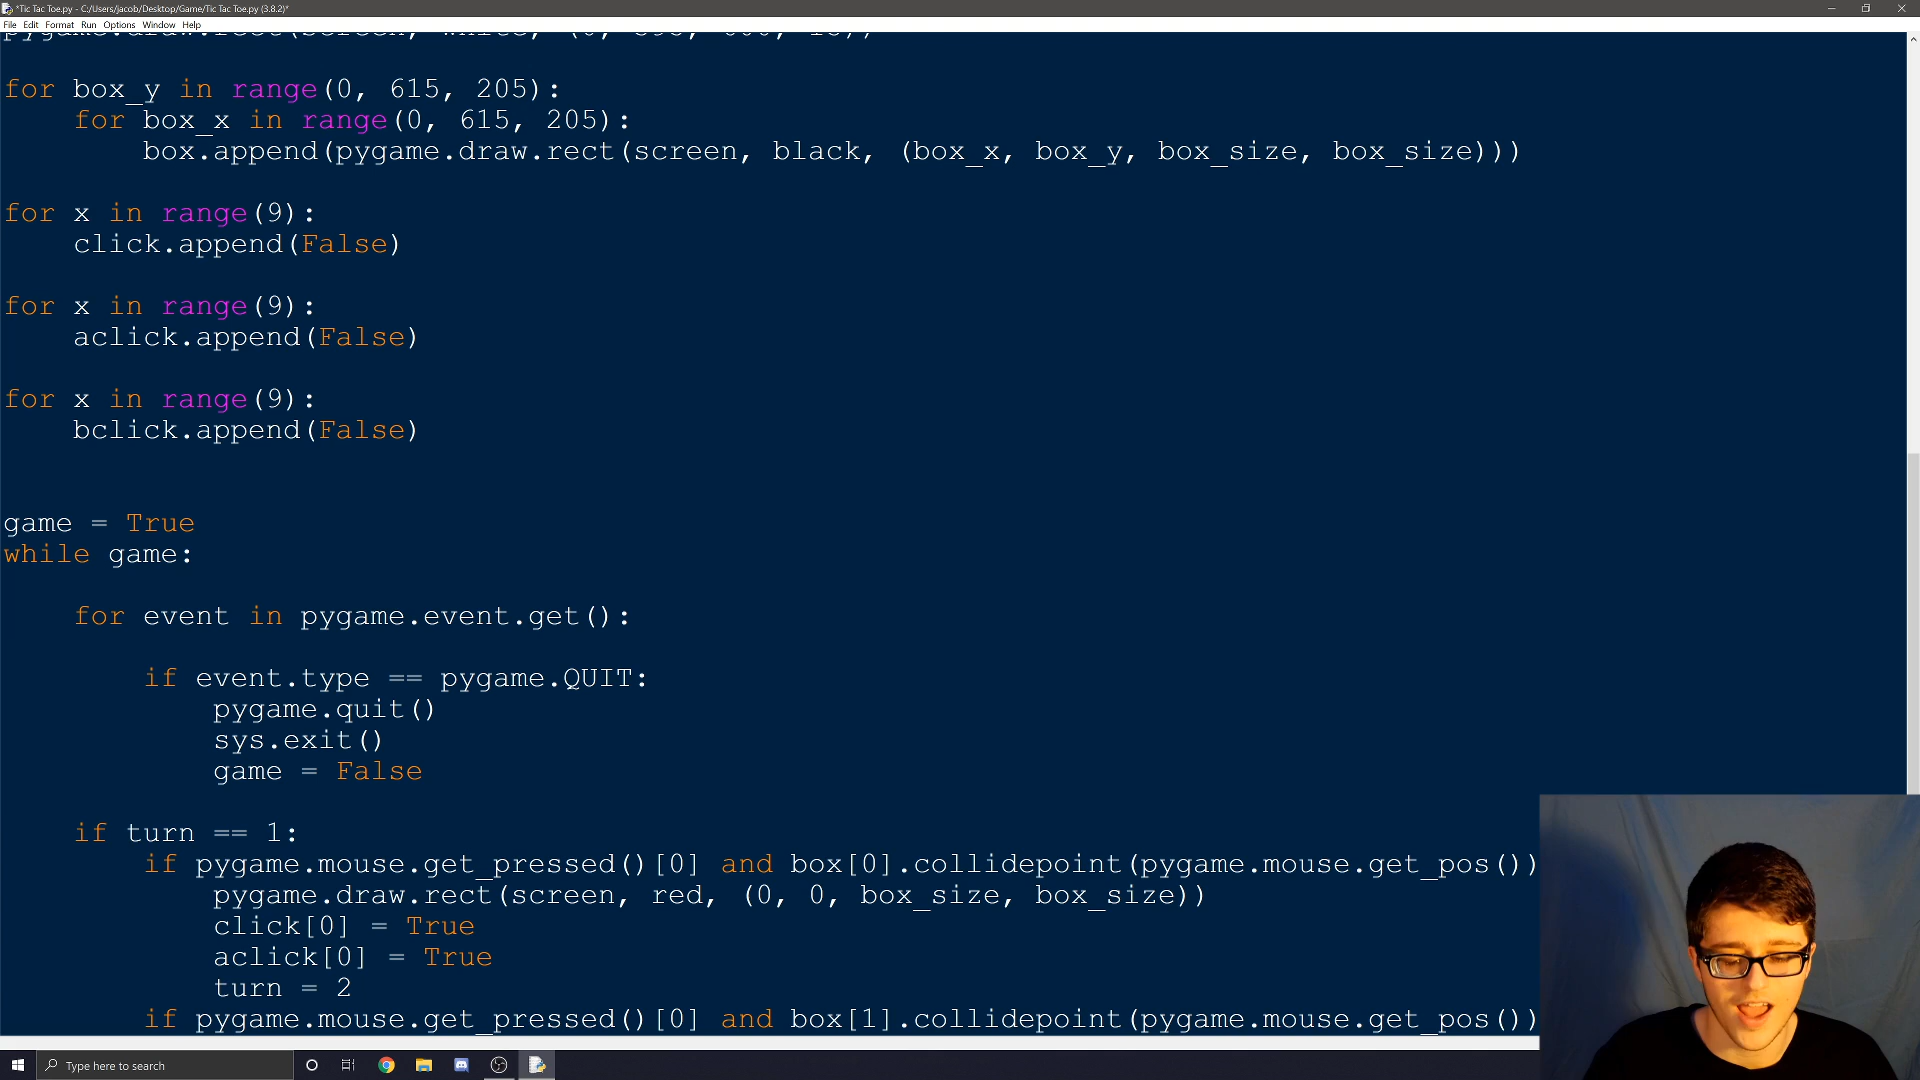 *Tic Tac Toe.py - C:/Users/jacob/Desktop/Game/Tic Tac Toe.py (3.8.2)*
File Edit Format Run Options Window Help
for box_y in range(0, 615, 205):
    for box_x in range(0, 615, 205):
        box.append(pygame.draw.rect(screen, black, (box_x, box_y, box_size, box_size)))
for x in range(9):
    click.append(False)
for x in range(9):
    aclick.append(False)
for x in range(9):
    bclick.append(False)
game = True
while game:
    for event in pygame.event.get():
        if event.type == pygame.QUIT:
            pygame.quit()
            sys.exit()
            game = False
    if turn == 1:
        if pygame.mouse.get_pressed()[0] and box[0].collidepoint(pygame.mouse.get_pos())
            pygame.draw.rect(screen, red, (0, 0, box_size, box_size))
            click[0] = True
            aclick[0] = True
            turn = 2
        if pygame.mouse.get_pressed()[0] and box[1].collidepoint(pygame.mouse.get_pos())
Type here to search